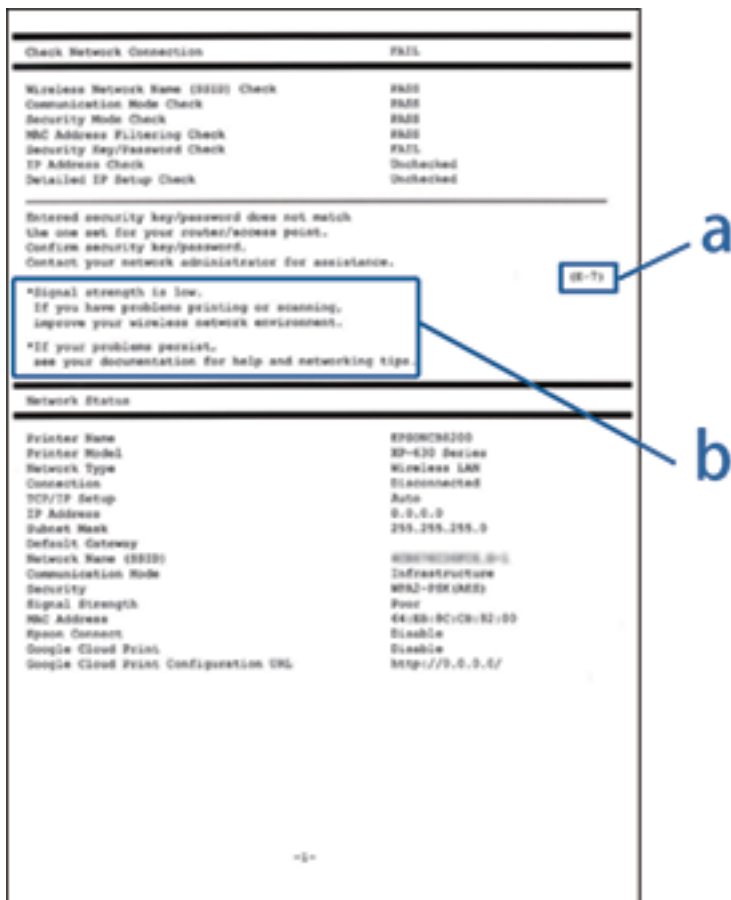 Check Network Connection FAIL
Wireless Network Name (SSID) Check PASS
Communication Mode Check PASS
Security Mode Check PASS
MAC Address Filtering Check PASS
Security Key/Password Check FAIL
IP Address Check Unchecked
Detailed IP Setup Check Unchecked
Entered security key/password does not match
the one set for your router/access point.
Confirm security key/password.
Contact your network administrator for assistance.
(E-7)
a
*Signal strength is low.
If you have problems printing or scanning,
improve your wireless network environment.
*If your problems persist,
see your documentation for help and networking tips.
b
Network Status
Printer Name
Printer Model XP-630 Series
Network Type Wireless LAN
Connection Disconnected
TCP/IP Setup Auto
IP Address 0.0.0.0
Subnet Mask 255.255.255.0
Default Gateway
Network Name (SSID)
Communication Mode Infrastructure
Security WPA2-PSK(AES)
Signal Strength Poor
MAC Address
Epson Connect Disable
Google Cloud Print Disable
Google Cloud Print Configuration URL http://0.0.0.0/
-1-